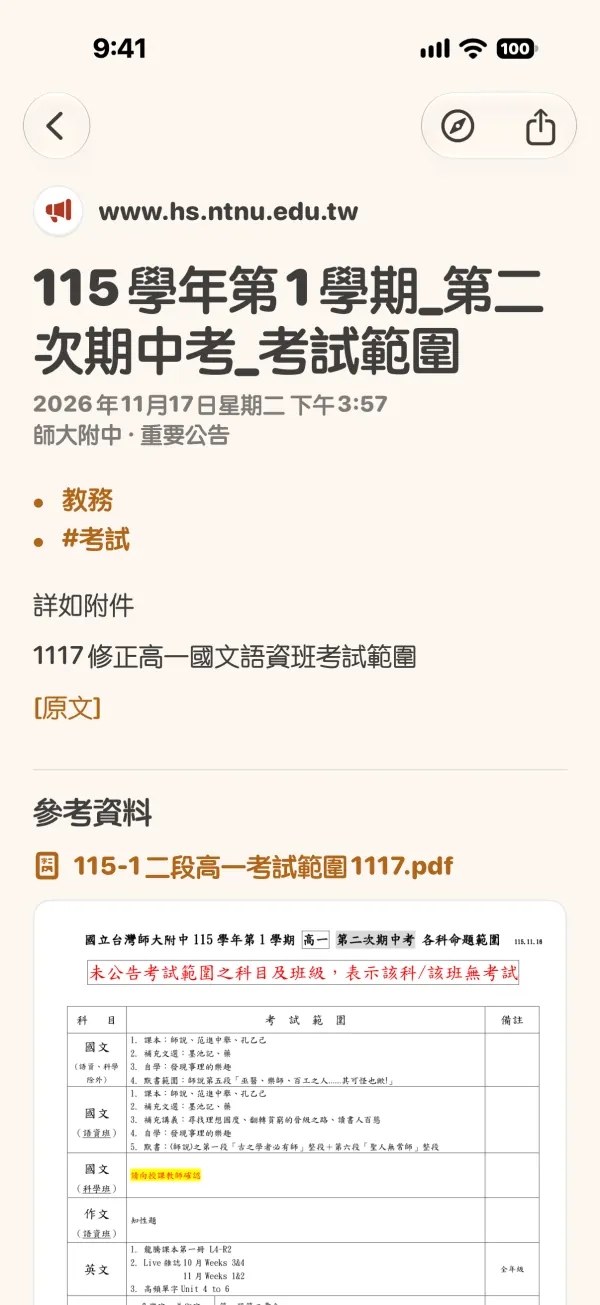 9:41
100
www.hs.ntnu.edu.tw
115 學年第 1 學期_第二
次期中考_考試範圍
2026 年 11月17日星期二 下午 3:57
師大附中 · 重要公告
• 教務
• #考試
詳如附件
1117 修正高一國文語資班考試範圍
[原文]
參考資料
115-1 二段高一考試範圍 1117.pdf
國立台灣師大附中 115 學年第 1 學期 高一 第二次期中考 各科命題範圍 115.11.16
未公告考試範圍之科目及班級，表示該科/該班無考試
科 目 考 試 範 圍 備註
國文
(語資、科學
除外)
1. 課本：師說、范進中舉、孔乙己
2. 補充文選：墨池記、藥
3. 自學：發現事理的樂趣
4. 默書範圍：師說第五段「巫醫、樂師、百工之人……其可怪也歟!」
國文
(語資班)
1. 課本：師說、范進中舉、孔乙己
2. 補充文選：墨池記、藥
3. 補充講義：尋找理想國度、翻轉貧窮的晉級之路、讀書人百態
4. 自學：發現事理的樂趣
5. 默書：(師說)之第一段「古之學者必有師」整段＋第六段「聖人無常師」整段
國文
(科學班)
請向授課教師確認
作文
(語資班)
知性題
英文
1. 龍騰課本第一冊 L4-R2
2. Live 雜誌 10 月 Weeks 3&4
11 月 Weeks 1&2
3. 高頻單字 Unit 4 to 6
全年級